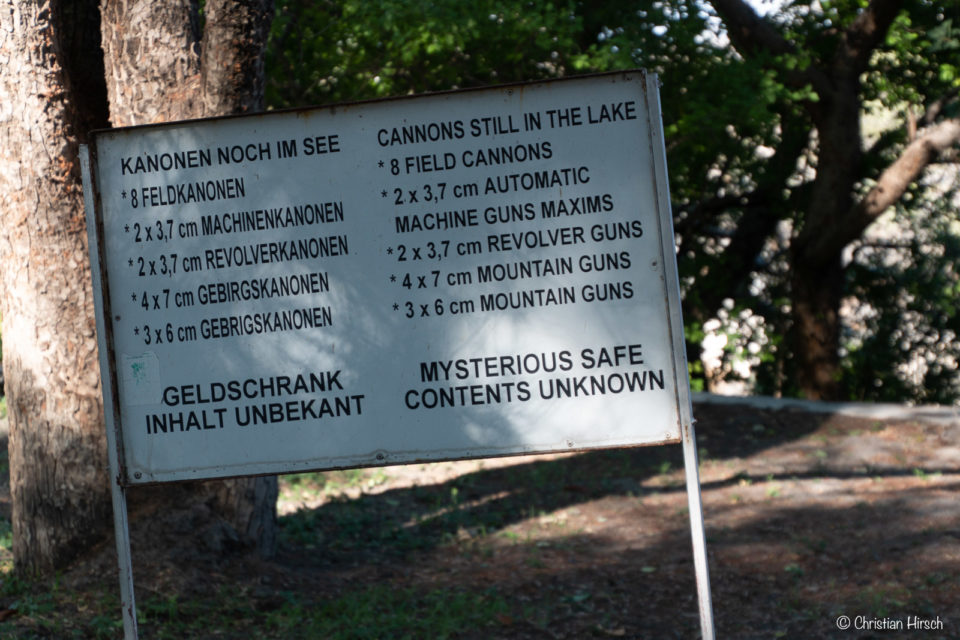 KANONEN NOCH IM SEE
* 8 FELDKANONEN
* 2 x 3,7 cm MACHINENKANONEN
* 2 x 3,7 cm REVOLVERKANONEN
* 4 x 7 cm GEBIRGSKANONEN
* 3 x 6 cm GEBRIGSKANONEN
GELDSCHRANK
INHALT UNBEKANT
CANNONS STILL IN THE LAKE
* 8 FIELD CANNONS
* 2 x 3,7 cm AUTOMATIC
MACHINE GUNS MAXIMS
* 2 x 3,7 cm REVOLVER GUNS
* 4 x 7 cm MOUNTAIN GUNS
* 3 x 6 cm MOUNTAIN GUNS
MYSTERIOUS SAFE
CONTENTS UNKNOWN
© Christian Hirsch